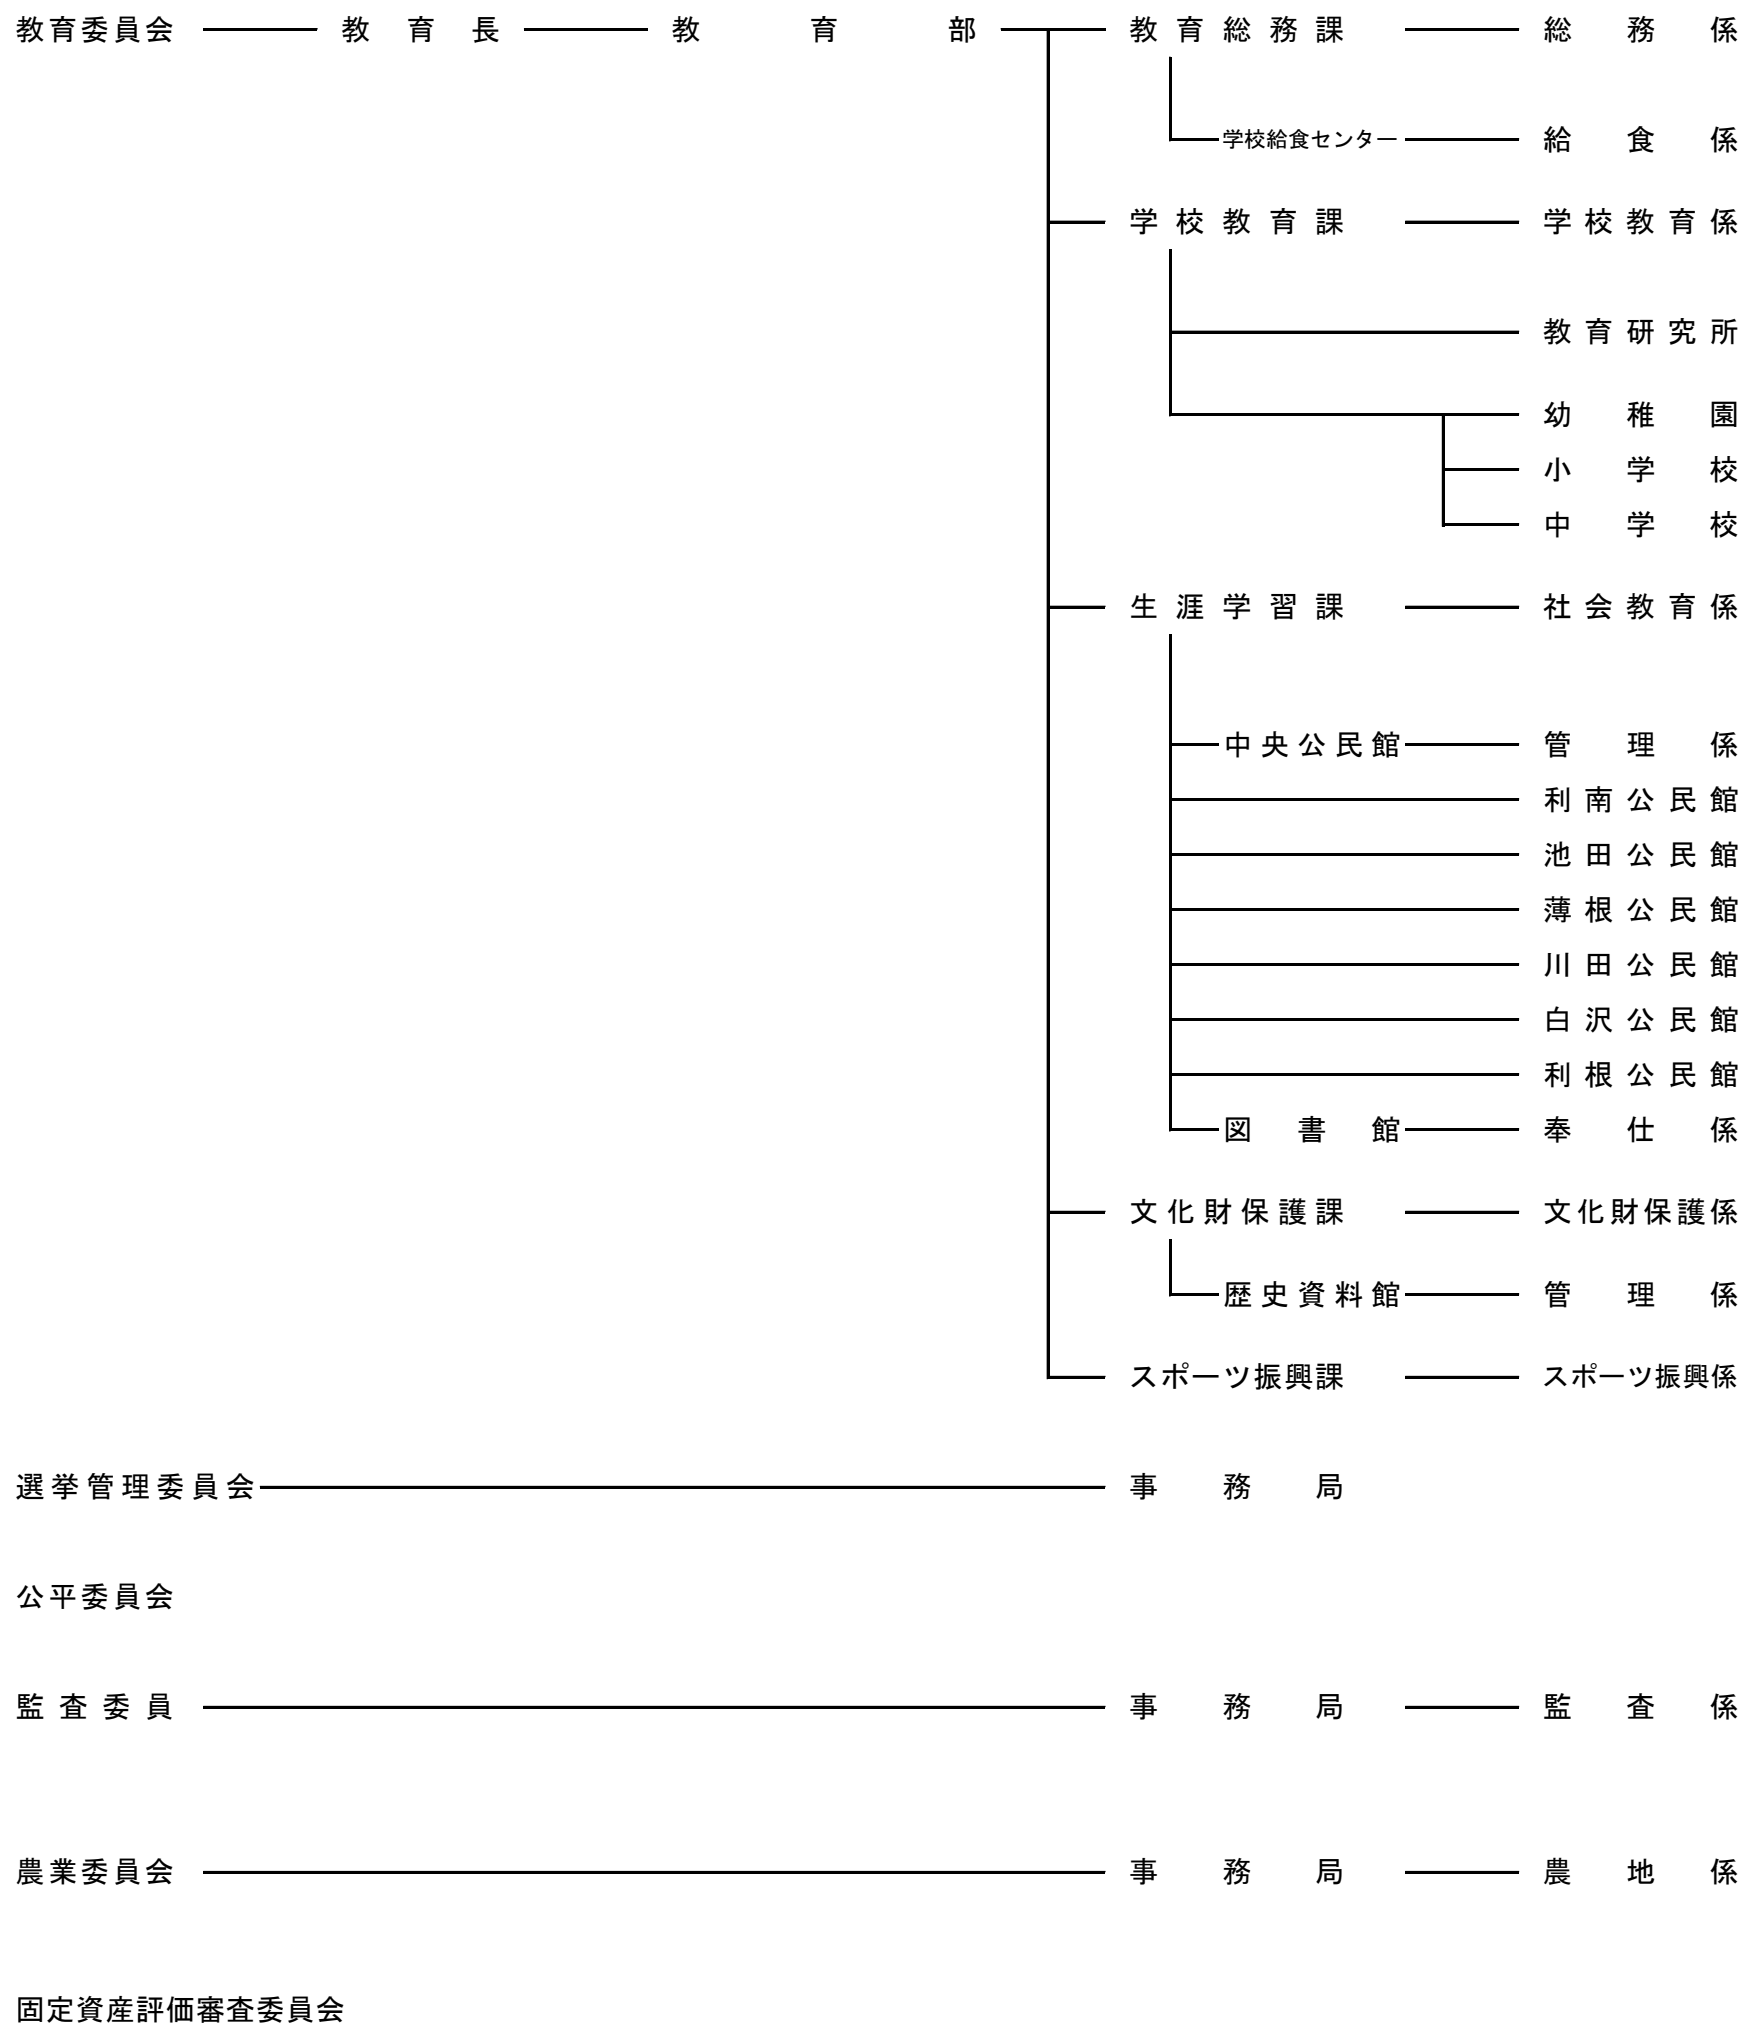 教育委員会 教育長 教育部 教育総務課 総務係
学校給食センター 給食係
学校教育課 学校教育係
教育研究所
幼稚園
小学校
中学校
生涯学習課 社会教育係
中央公民館 管理係
利南公民館
池田公民館
薄根公民館
川田公民館
白沢公民館
利根公民館
図書館 奉仕係
文化財保護課 文化財保護係
歴史資料館 管理係
スポーツ振興課 スポーツ振興係
選挙管理委員会 事務局
公平委員会
監査委員 事務局 監査係
農業委員会 事務局 農地係
固定資産評価審査委員会